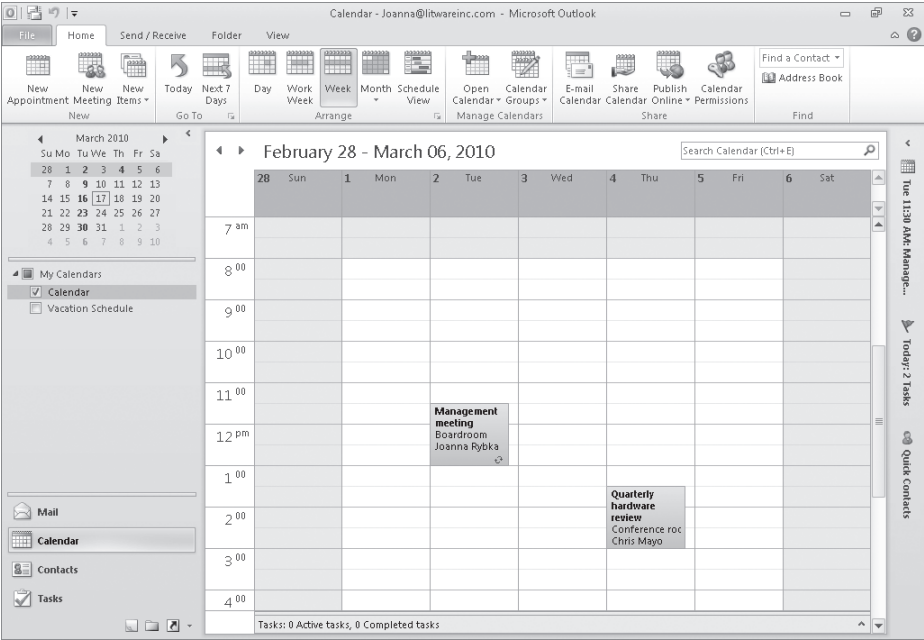 Calendar - Joanna@litwareinc.com - Microsoft Outlook
File Home Send / Receive Folder View
New Appointment
New Meeting
New Items
Today
Next 7 Days
Day
Work Week
Week
Month
Schedule View
Open Calendar
Calendar Groups
E-mail Calendar
Share Calendar
Publish Online
Calendar Permissions
Find a Contact
Address Book
New Go To Arrange Manage Calendars Share Find
March 2010
Su Mo Tu We Th Fr Sa
28 1 2 3 4 5 6
7 8 9 10 11 12 13
14 15 16 17 18 19 20
21 22 23 24 25 26 27
28 29 30 31 1 2 3
4 5 6 7 8 9 10
My Calendars
Calendar
Vacation Schedule
Mail
Calendar
Contacts
Tasks
February 28 - March 06, 2010
Search Calendar (Ctrl+E)
28 Sun 1 Mon 2 Tue 3 Wed 4 Thu 5 Fri 6 Sat
7 am
8 00
9 00
10 00
11 00
12 pm
1 00
2 00
3 00
4 00
Management
meeting
Boardroom
Joanna Rybka
Quarterly
hardware
review
Conference roc
Chris Mayo
Tasks: 0 Active tasks, 0 Completed tasks
Tue 11:30 AM: Manage...
Today: 2 Tasks
Quick Contacts